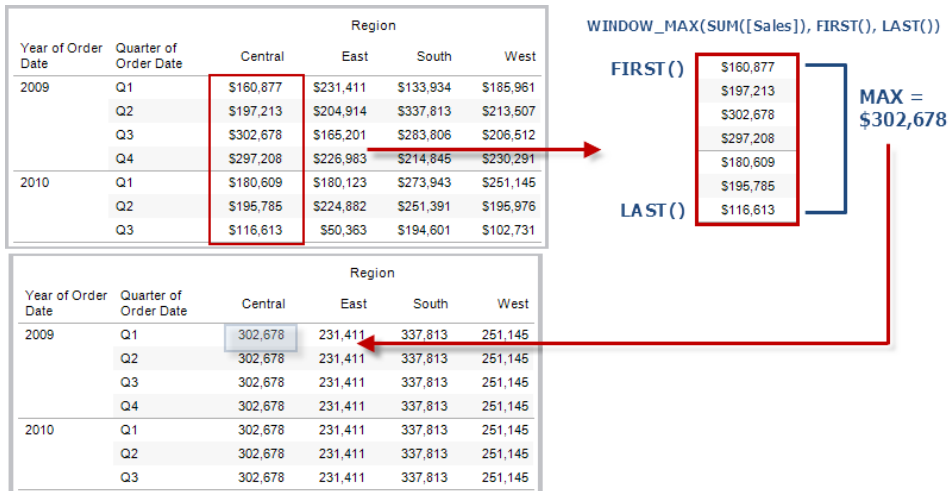 Region
Year of Order Date Quarter of Order Date Central East South West
2009 Q1 $160,877 $231,411 $133,934 $185,961
Q2 $197,213 $204,914 $337,813 $213,507
Q3 $302,678 $165,201 $283,806 $206,512
Q4 $297,208 $226,983 $214,845 $230,291
2010 Q1 $180,609 $180,123 $273,943 $251,145
Q2 $195,785 $224,882 $251,391 $195,976
Q3 $116,613 $50,363 $194,601 $102,731
WINDOW_MAX(SUM([Sales]), FIRST(), LAST())
FIRST() $160,877
$197,213
$302,678
$297,208
$180,609
$195,785
LAST() $116,613
MAX =
$302,678
Region
Year of Order Date Quarter of Order Date Central East South West
2009 Q1 302,678 231,411 337,813 251,145
Q2 302,678 231,411 337,813 251,145
Q3 302,678 231,411 337,813 251,145
Q4 302,678 231,411 337,813 251,145
2010 Q1 302,678 231,411 337,813 251,145
Q2 302,678 231,411 337,813 251,145
Q3 302,678 231,411 337,813 251,145